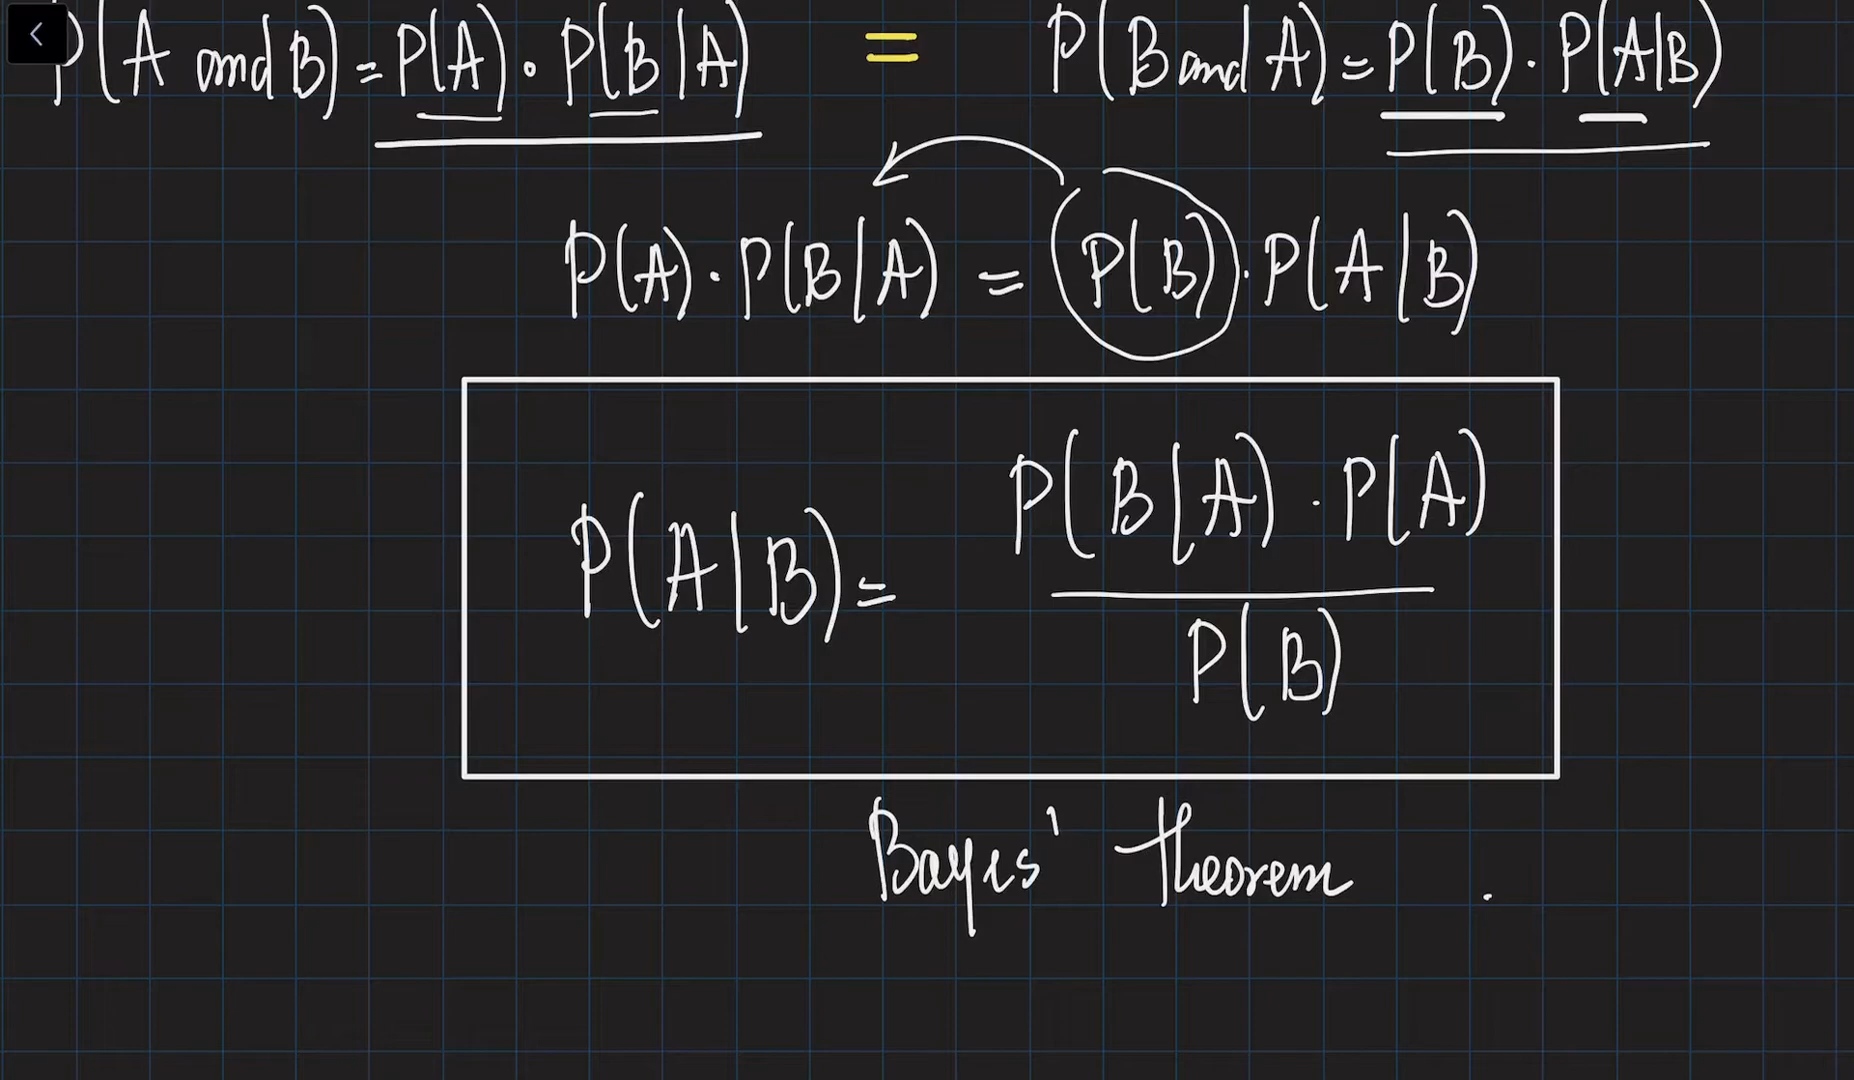 P(A and B) = P(A) · P(B|A) = P(B and A) = P(B) · P(A|B)
P(A) · P(B|A) = P(B) · P(A|B)
P(A|B) = P(B|A) · P(A) / P(B)
Bayes' theorem .